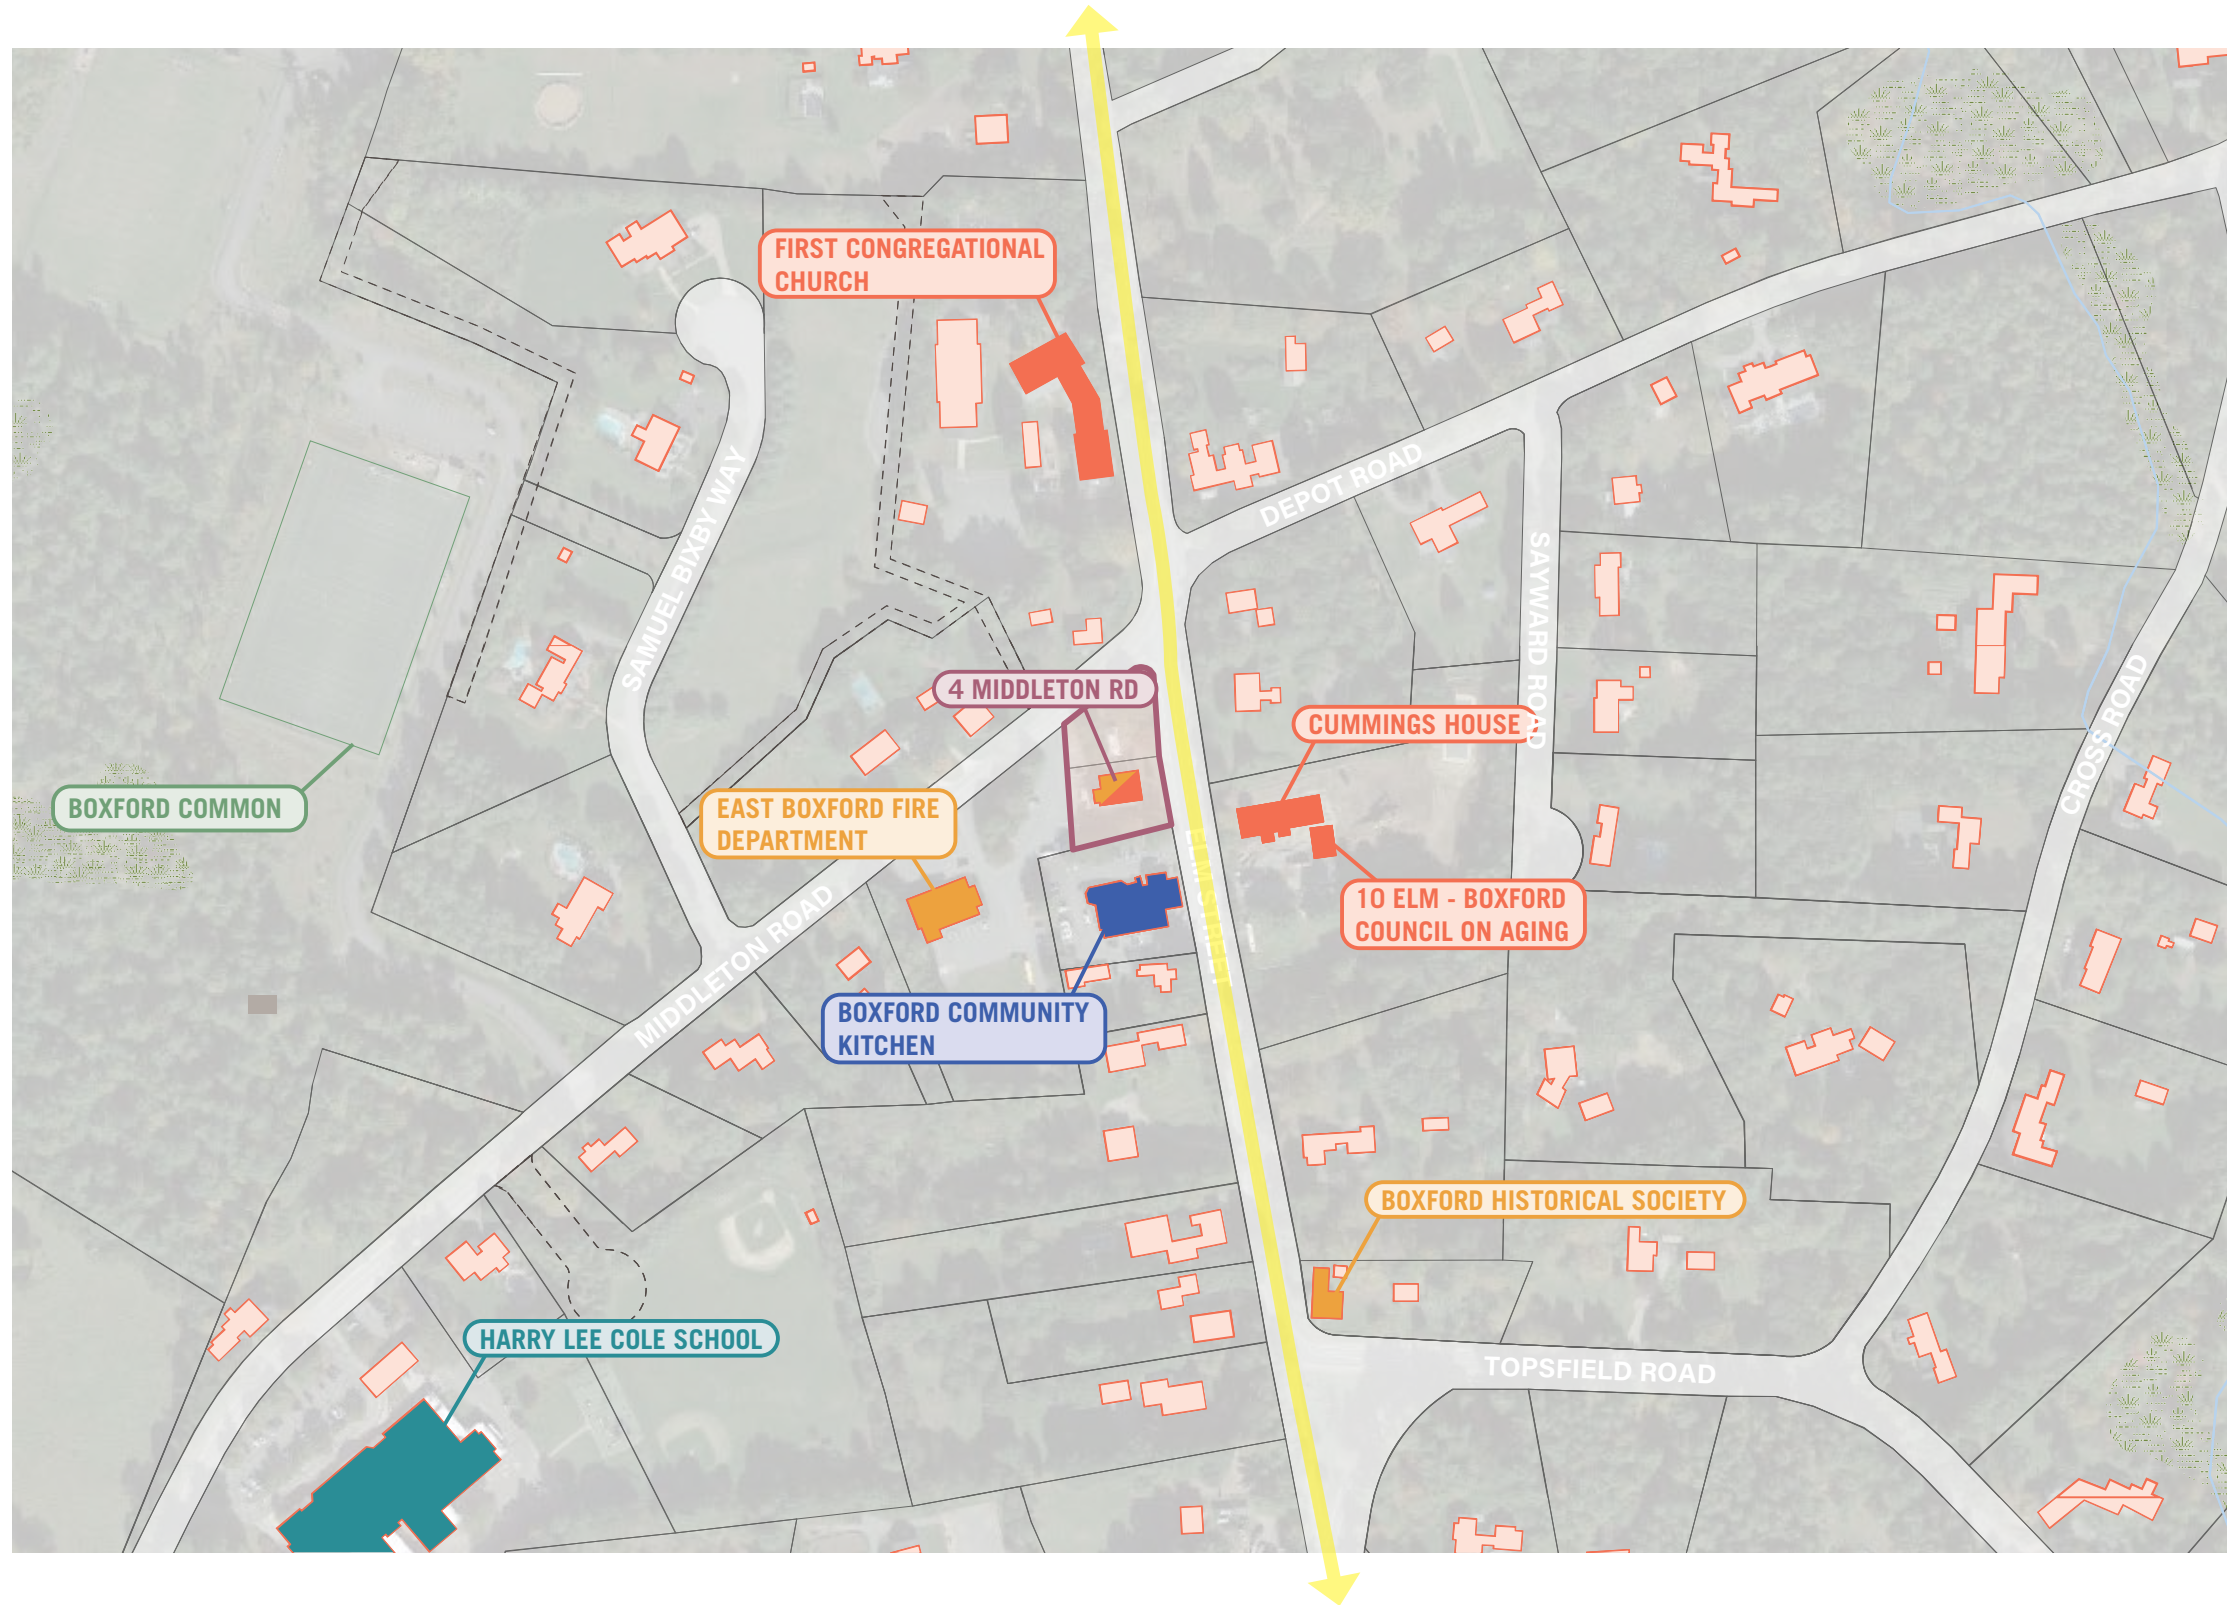 FIRST CONGREGATIONAL
CHURCH
DEPOT ROAD
SAMUEL BIXBY WAY
SAYWARD ROAD
4 MIDDLETON RD
CUMMINGS HOUSE
CROSS ROAD
BOXFORD COMMON
EAST BOXFORD FIRE
DEPARTMENT
ELM STREET
10 ELM - BOXFORD
COUNCIL ON AGING
MIDDLETON ROAD
BOXFORD COMMUNITY
KITCHEN
BOXFORD HISTORICAL SOCIETY
HARRY LEE COLE SCHOOL
TOPSFIELD ROAD